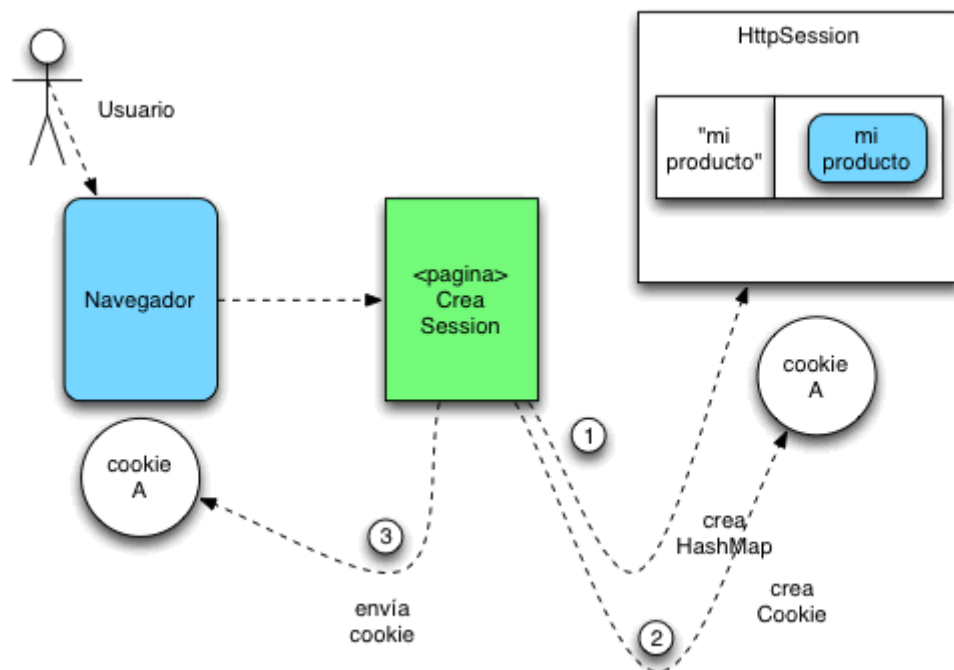 HttpSession
Usuario
"mi
producto"
mi
producto
Navegador
<pagina>
Crea
Session
cookie
A
cookie
A
1
crea
HashMap
3
envía
cookie
crea
Cookie
2